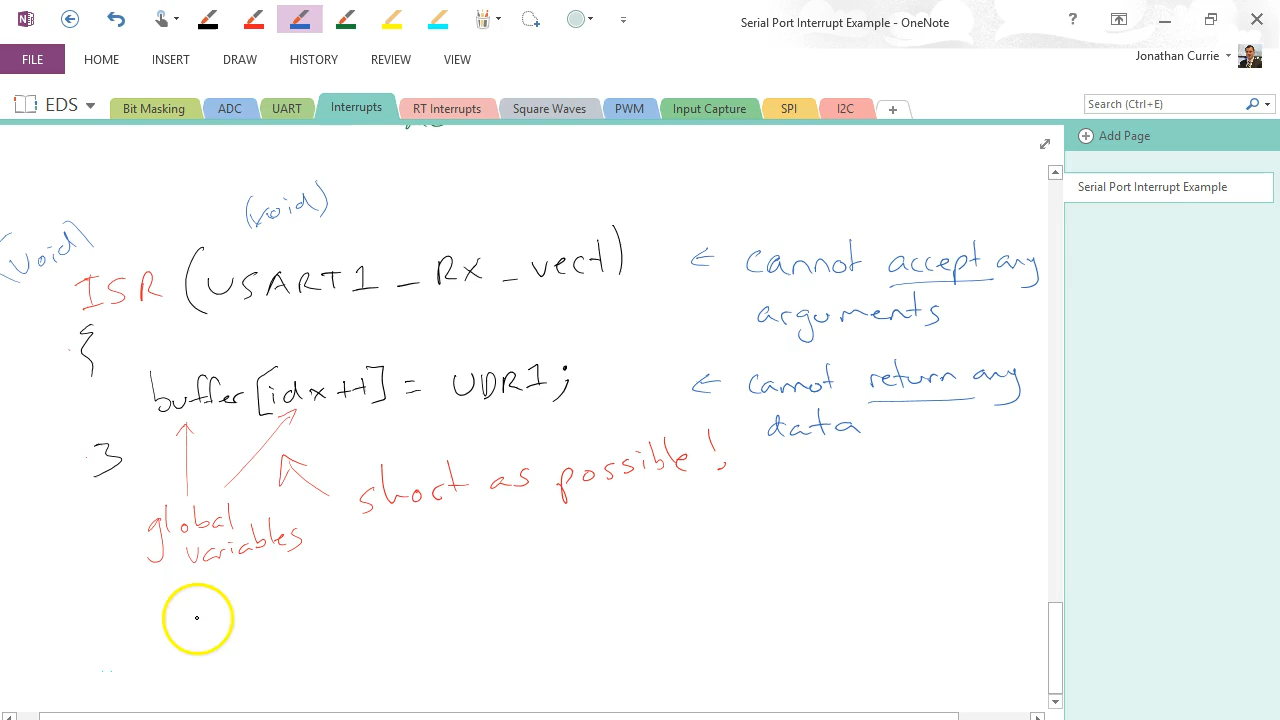 Serial Port Interrupt Example - OneNote
?
FILE HOME INSERT DRAW HISTORY REVIEW VIEW
Jonathan Currie
EDS Bit Masking ADC UART Interrupts RT Interrupts Square Waves PWM Input Capture SPI I2C +
Search (Ctrl+E)
Add Page
Serial Port Interrupt Example
(void)
(void)
ISR (USART1_RX_vect)
← cannot accept any
arguments
{
buffer[idx++] = UDR1;
← cannot return any
data
}
short as possible!
global
variables